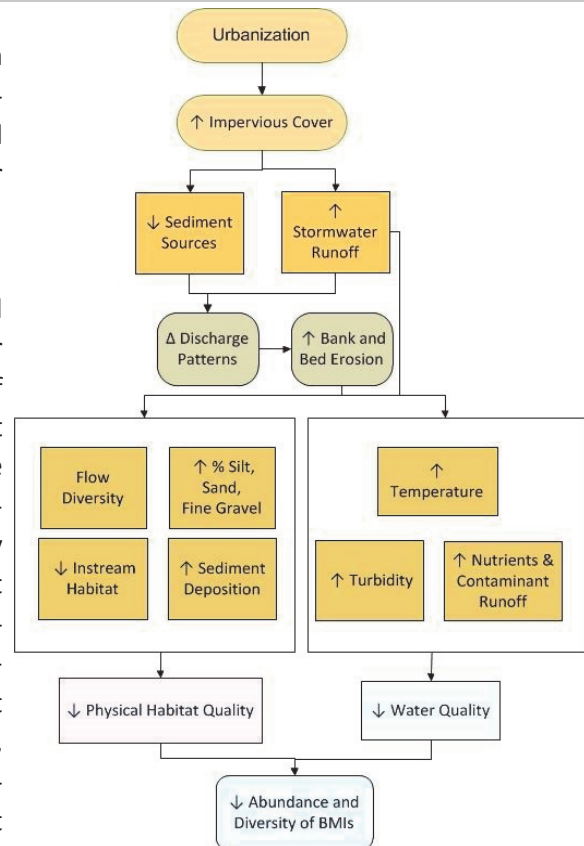 Urbanization
↑ Impervious Cover
↓ Sediment
Sources
↑
Stormwater
Runoff
Δ Discharge
Patterns
↑ Bank and
Bed Erosion
Flow
Diversity
↑ % Silt,
Sand,
Fine Gravel
↓ Instream
Habitat
↑ Sediment
Deposition
↑
Temperature
↑ Turbidity
↑ Nutrients &
Contaminant
Runoff
↓ Physical Habitat Quality
↓ Water Quality
↓ Abundance and
Diversity of BMIs